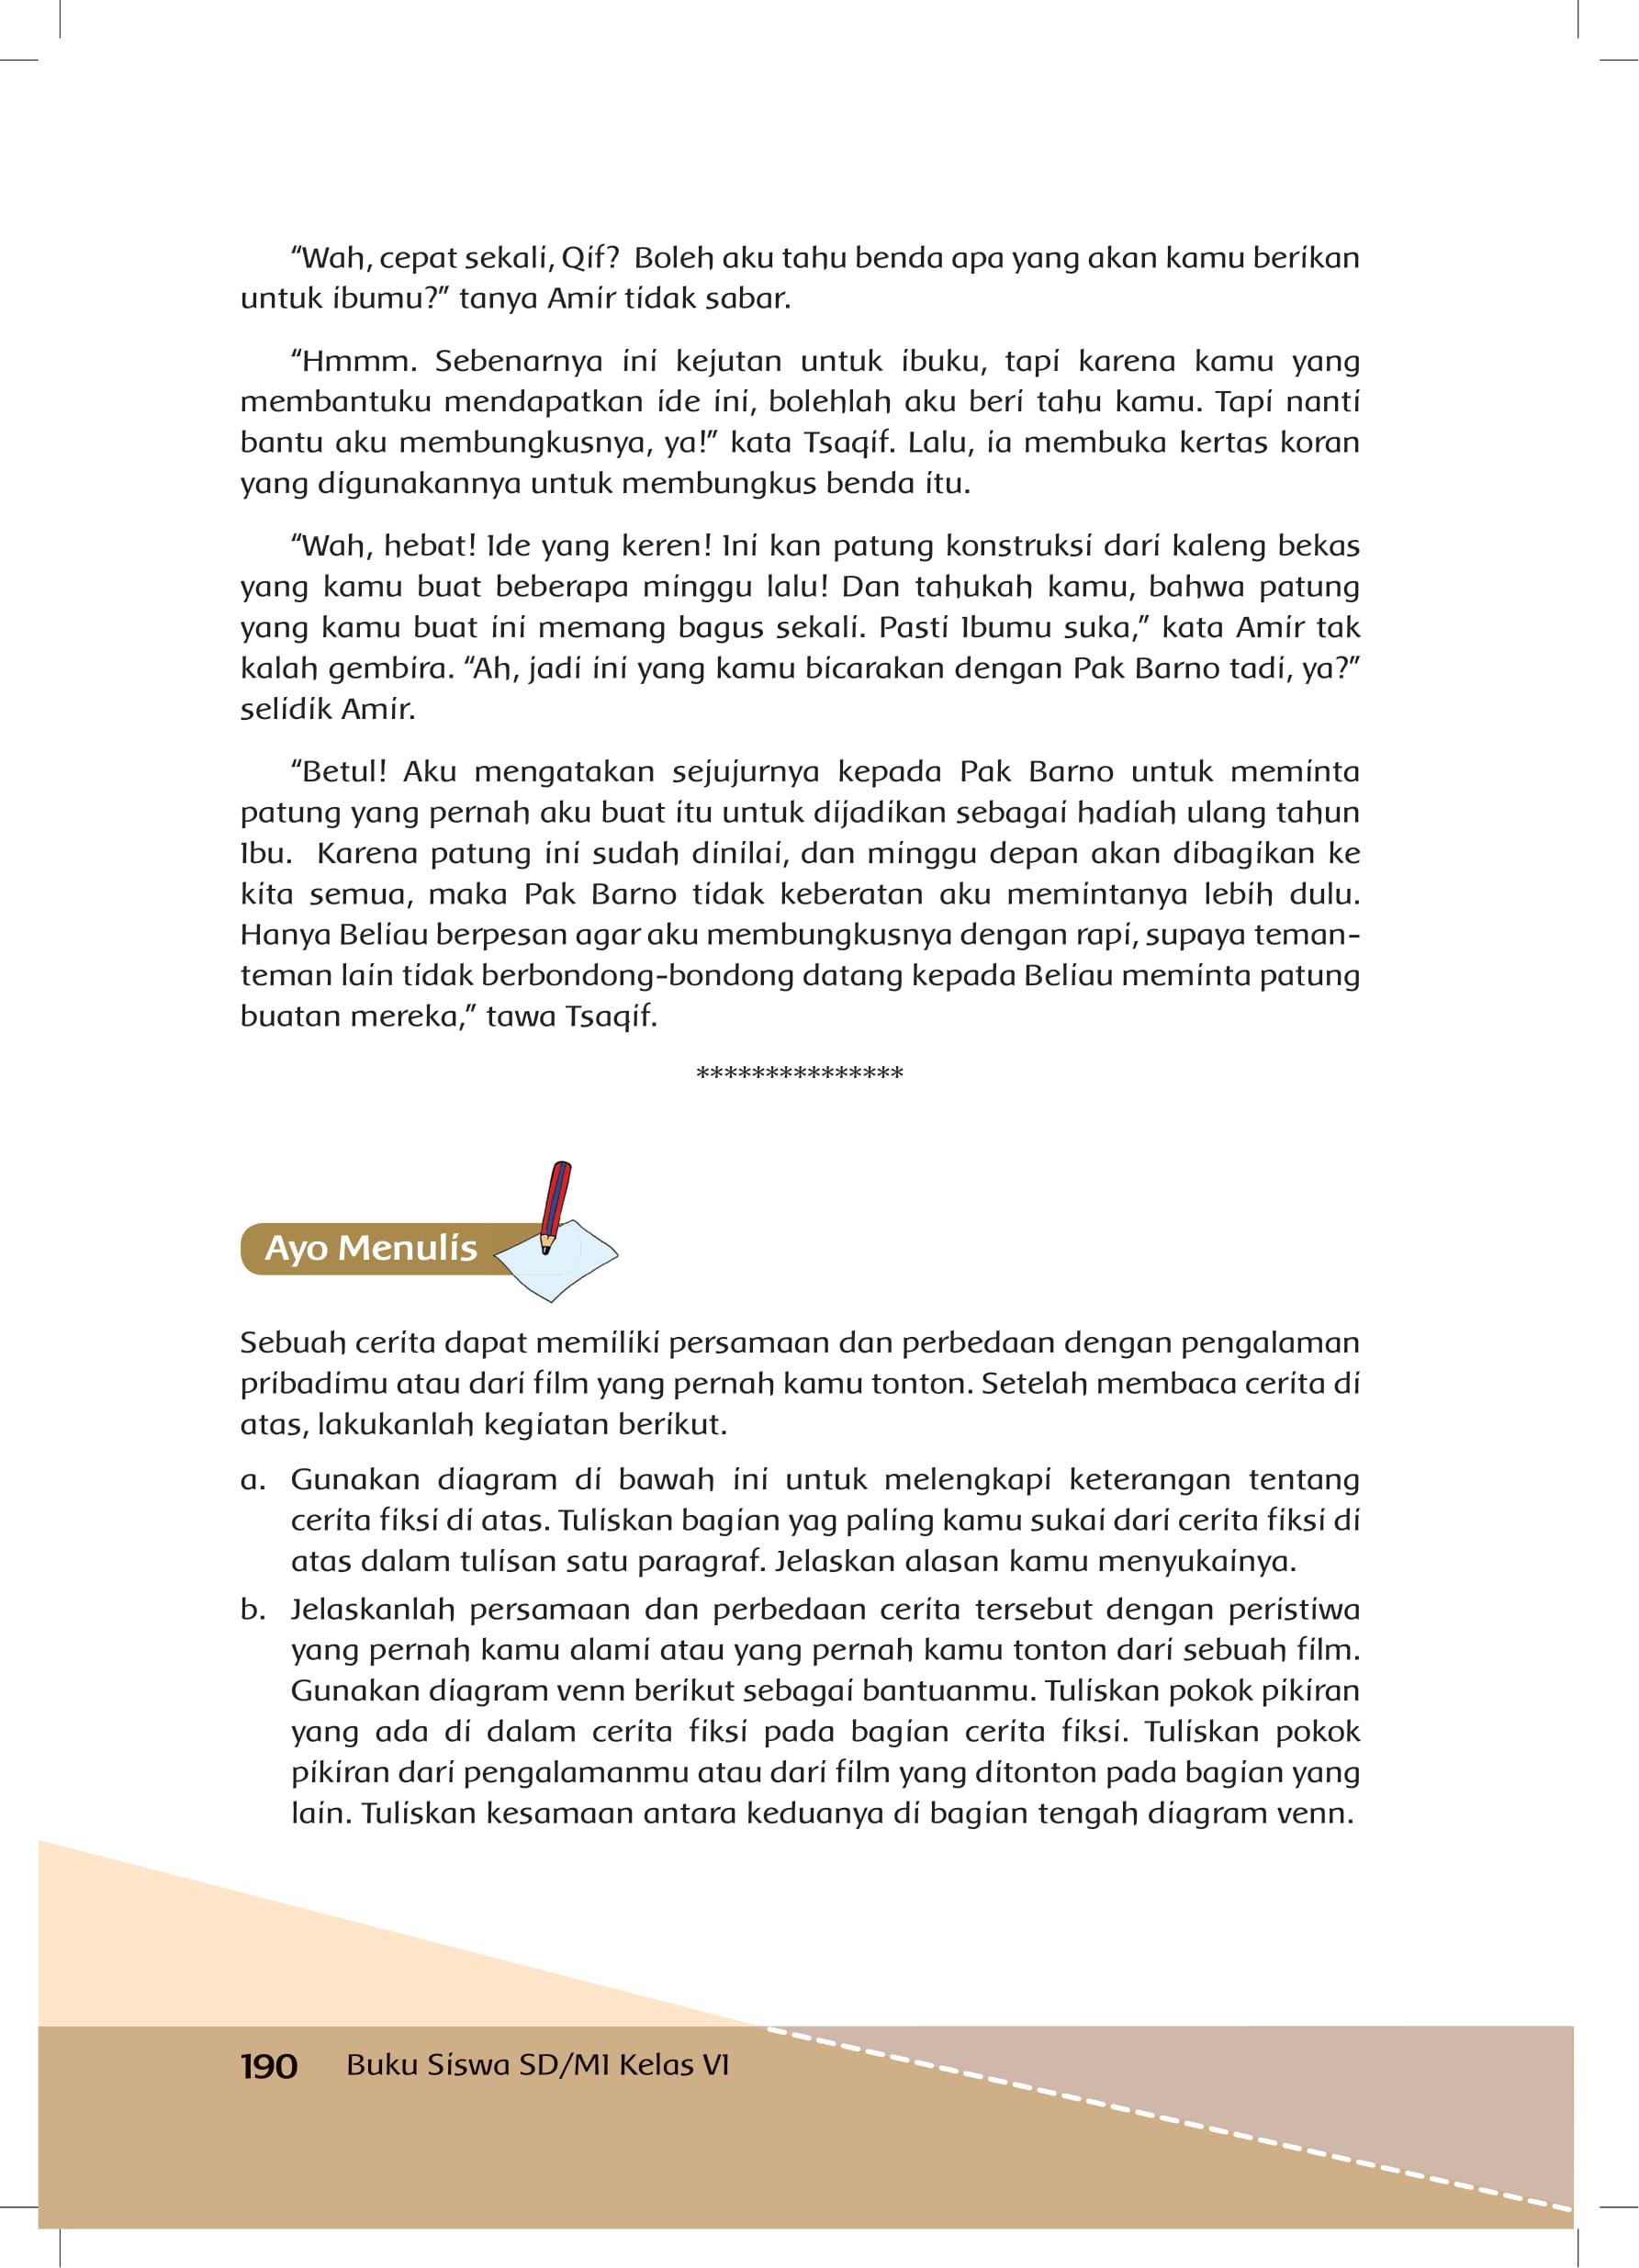 “Wah, cepat sekali, Qif?  Boleh aku tahu benda apa yang akan kamu berikan
untuk ibumu?” tanya Amir tidak sabar.
“Hmmm. Sebenarnya ini kejutan untuk ibuku, tapi karena kamu yang
membantuku mendapatkan ide ini, bolehlah aku beri tahu kamu. Tapi nanti
bantu aku membungkusnya, ya!” kata Tsaqif. Lalu, ia membuka kertas koran
yang digunakannya untuk membungkus benda itu.
“Wah, hebat! Ide yang keren! Ini kan patung konstruksi dari kaleng bekas
yang kamu buat beberapa minggu lalu! Dan tahukah kamu, bahwa patung
yang kamu buat ini memang bagus sekali. Pasti Ibumu suka,” kata Amir tak
kalah gembira. “Ah, jadi ini yang kamu bicarakan dengan Pak Barno tadi, ya?”
selidik Amir.
“Betul! Aku mengatakan sejujurnya kepada Pak Barno untuk meminta
patung yang pernah aku buat itu untuk dijadikan sebagai hadiah ulang tahun
Ibu.  Karena patung ini sudah dinilai, dan minggu depan akan dibagikan ke
kita semua, maka Pak Barno tidak keberatan aku memintanya lebih dulu.
Hanya Beliau berpesan agar aku membungkusnya dengan rapi, supaya teman-
teman lain tidak berbondong-bondong datang kepada Beliau meminta patung
buatan mereka,” tawa Tsaqif.
***************
Ayo Menulis
Sebuah cerita dapat memiliki persamaan dan perbedaan dengan pengalaman
pribadimu atau dari film yang pernah kamu tonton. Setelah membaca cerita di
atas, lakukanlah kegiatan berikut.
a. Gunakan diagram di bawah ini untuk melengkapi keterangan tentang
cerita fiksi di atas. Tuliskan bagian yag paling kamu sukai dari cerita fiksi di
atas dalam tulisan satu paragraf. Jelaskan alasan kamu menyukainya.
b. Jelaskanlah persamaan dan perbedaan cerita tersebut dengan peristiwa
yang pernah kamu alami atau yang pernah kamu tonton dari sebuah film.
Gunakan diagram venn berikut sebagai bantuanmu. Tuliskan pokok pikiran
yang ada di dalam cerita fiksi pada bagian cerita fiksi. Tuliskan pokok
pikiran dari pengalamanmu atau dari film yang ditonton pada bagian yang
lain. Tuliskan kesamaan antara keduanya di bagian tengah diagram venn.
190 Buku Siswa SD/MI Kelas VI